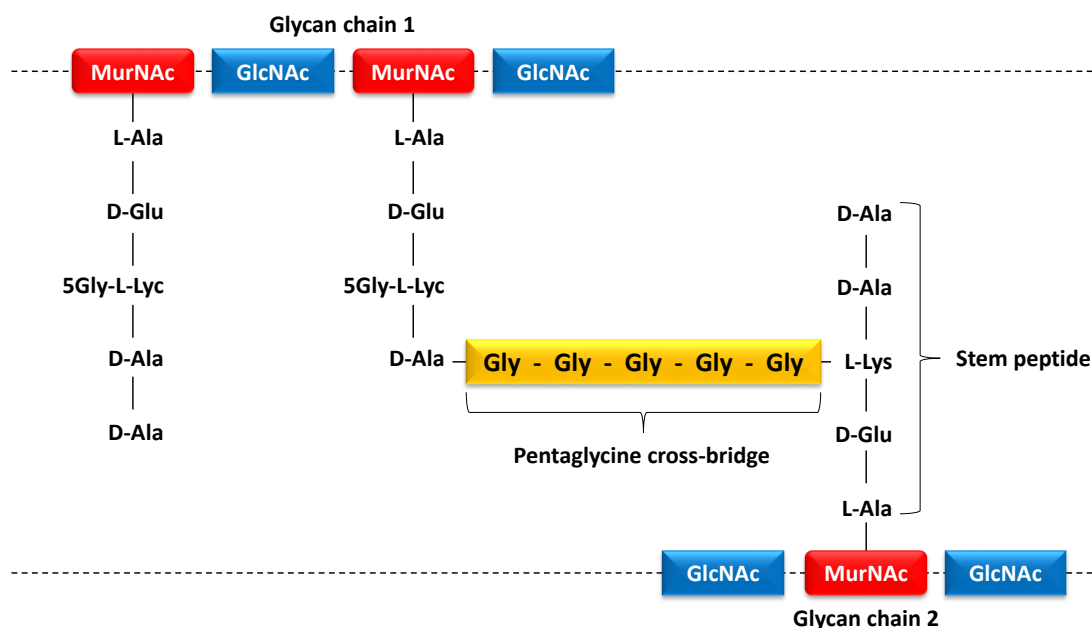 Glycan chain 1
MurNAc GlcNAc MurNAc GlcNAc
L-Ala L-Ala
D-Glu D-Glu D-Ala
5Gly-L-Lyc 5Gly-L-Lyc D-Ala
D-Ala D-Ala Gly - Gly - Gly - Gly - Gly L-Lys Stem peptide
D-Ala D-Glu
Pentaglycine cross-bridge
L-Ala
GlcNAc MurNAc GlcNAc
Glycan chain 2